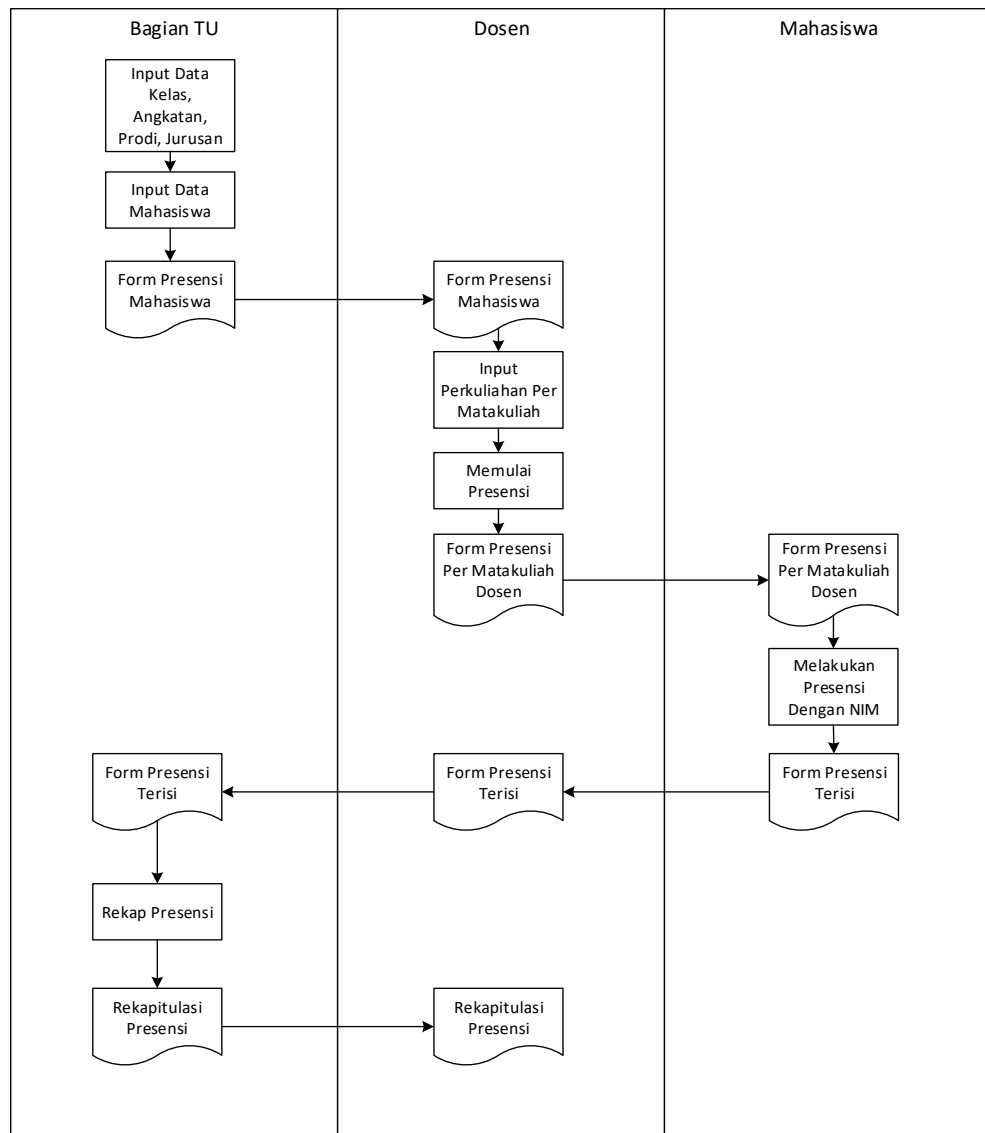 Bagian TU
Dosen
Mahasiswa
Input Data
Kelas,
Angkatan,
Prodi, Jurusan
Input Data
Mahasiswa
Form Presensi
Mahasiswa
Form Presensi
Mahasiswa
Input
Perkuliahan Per
Matakuliah
Memulai
Presensi
Form Presensi
Per Matakuliah
Dosen
Form Presensi
Per Matakuliah
Dosen
Melakukan
Presensi
Dengan NIM
Form Presensi
Terisi
Form Presensi
Terisi
Form Presensi
Terisi
Rekap Presensi
Rekapitulasi
Presensi
Rekapitulasi
Presensi